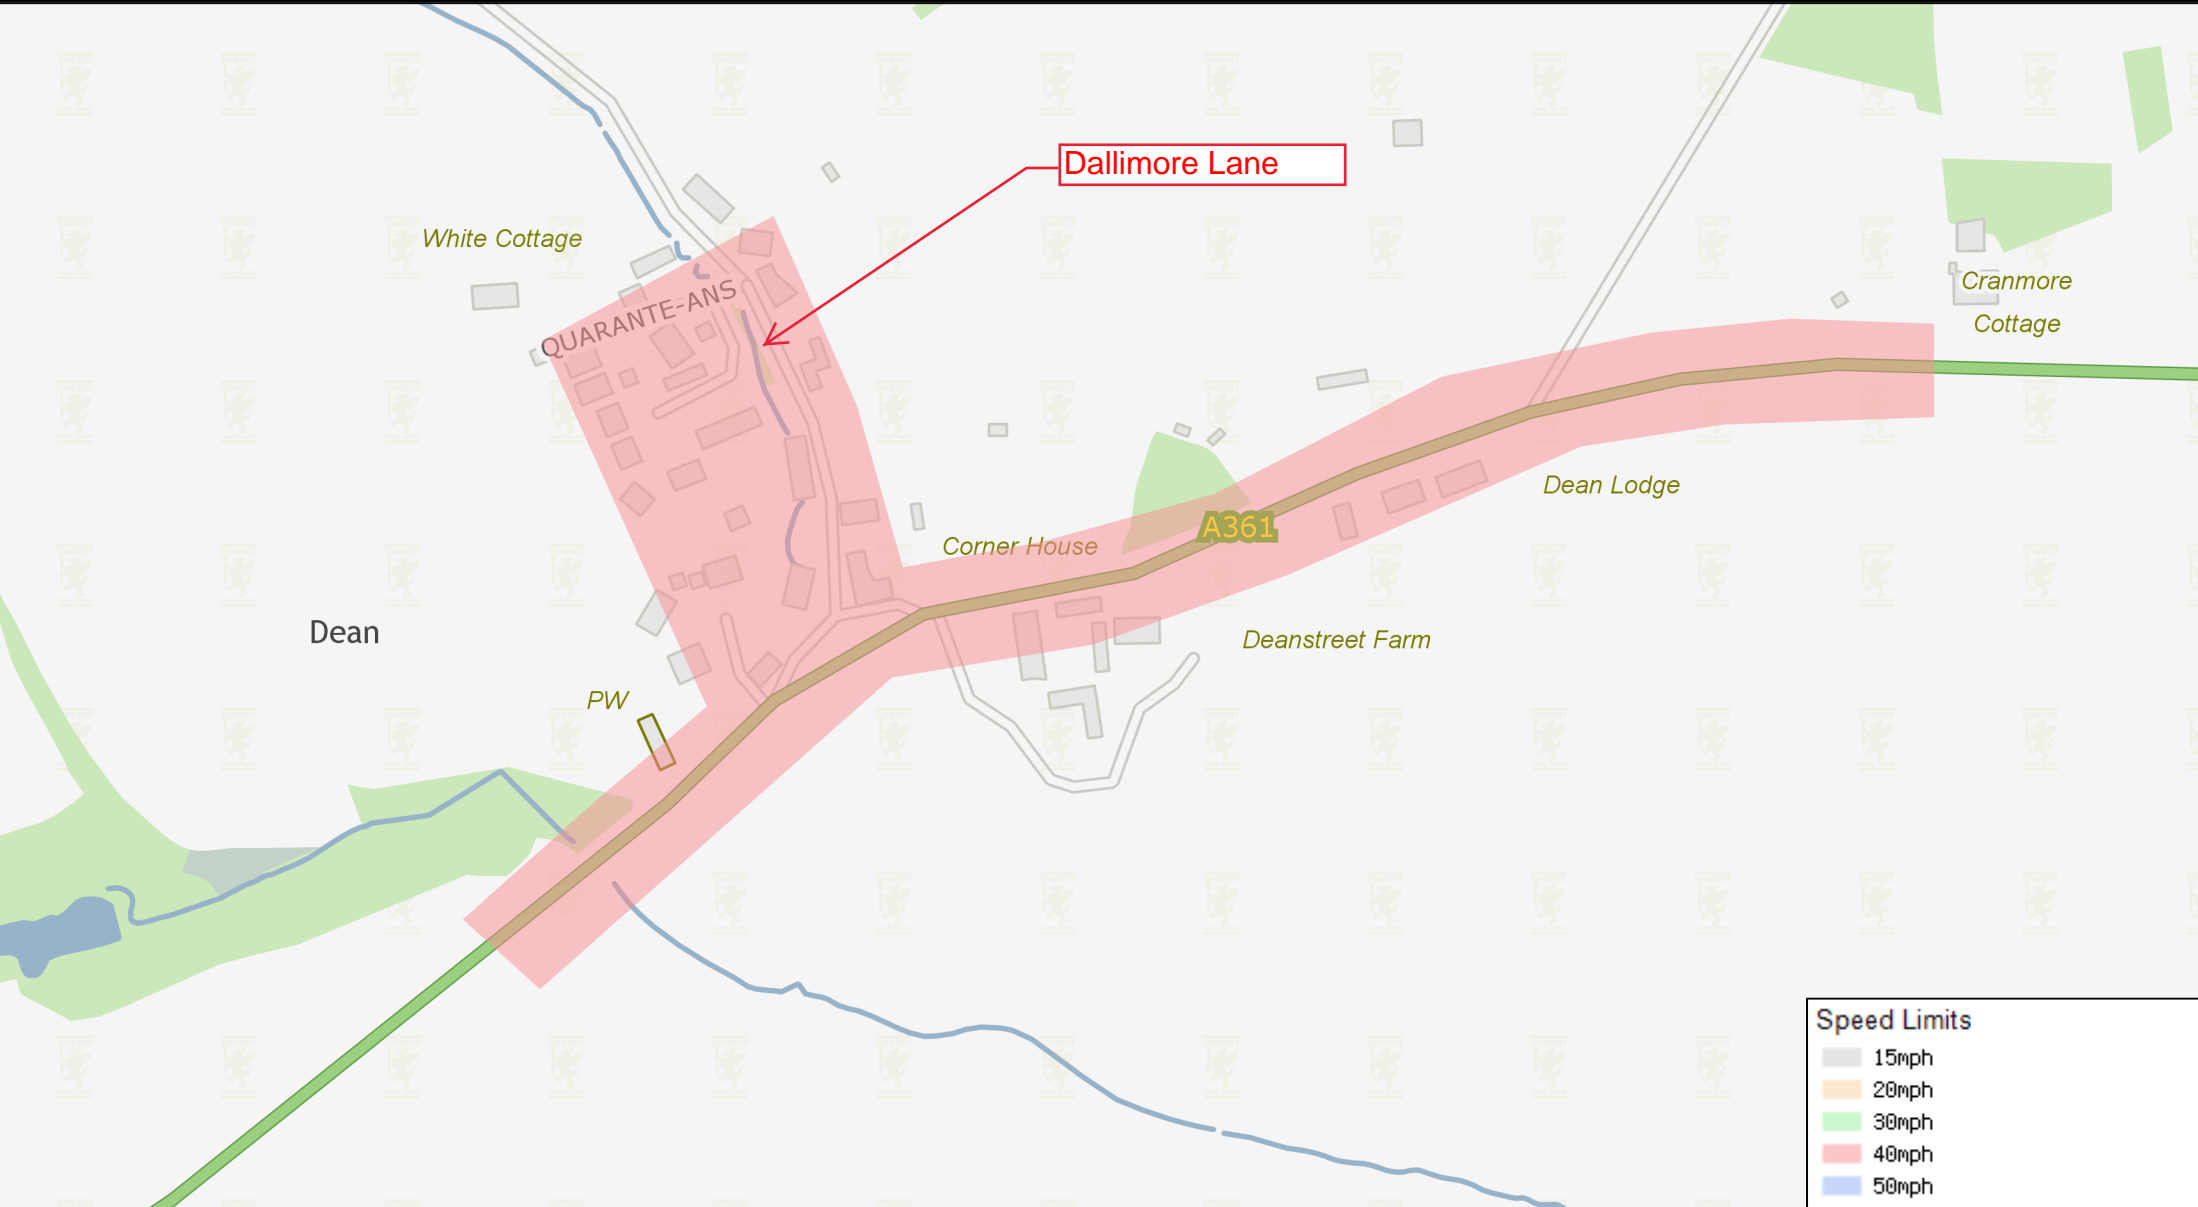 Dallimore Lane
White Cottage
QUARANTE-ANS
Cranmore
Cottage
Dean Lodge
A361
Corner House
Dean
Deanstreet Farm
PW
Speed Limits
15mph
20mph
30mph
40mph
50mph